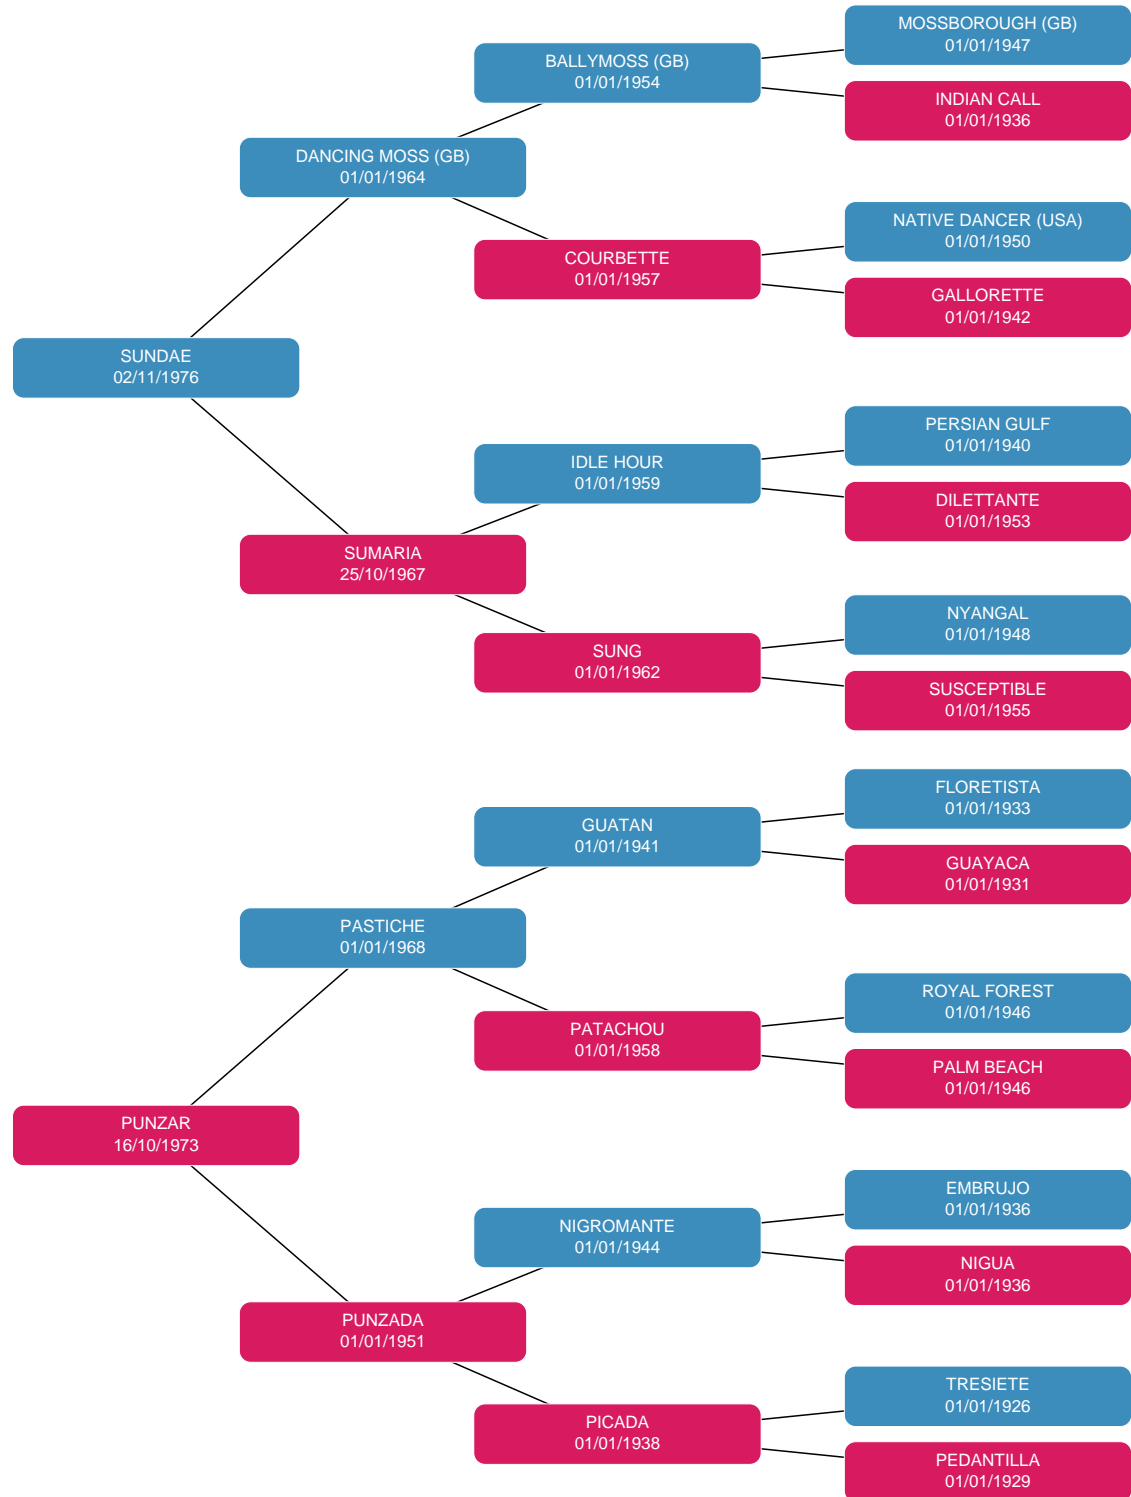 MOSSBOROUGH (GB)
01/01/1947
BALLYMOSS (GB)
01/01/1954
INDIAN CALL
01/01/1936
DANCING MOSS (GB)
01/01/1964
NATIVE DANCER (USA)
01/01/1950
COURBETTE
01/01/1957
GALLORETTE
01/01/1942
SUNDAE
02/11/1976
PERSIAN GULF
01/01/1940
IDLE HOUR
01/01/1959
DILETTANTE
01/01/1953
SUMARIA
25/10/1967
NYANGAL
01/01/1948
SUNG
01/01/1962
SUSCEPTIBLE
01/01/1955
FLORETISTA
01/01/1933
GUATAN
01/01/1941
GUAYACA
01/01/1931
PASTICHE
01/01/1968
ROYAL FOREST
01/01/1946
PATACHOU
01/01/1958
PALM BEACH
01/01/1946
PUNZAR
16/10/1973
EMBRUJO
01/01/1936
NIGROMANTE
01/01/1944
NIGUA
01/01/1936
PUNZADA
01/01/1951
TRESIETE
01/01/1926
PICADA
01/01/1938
PEDANTILLA
01/01/1929